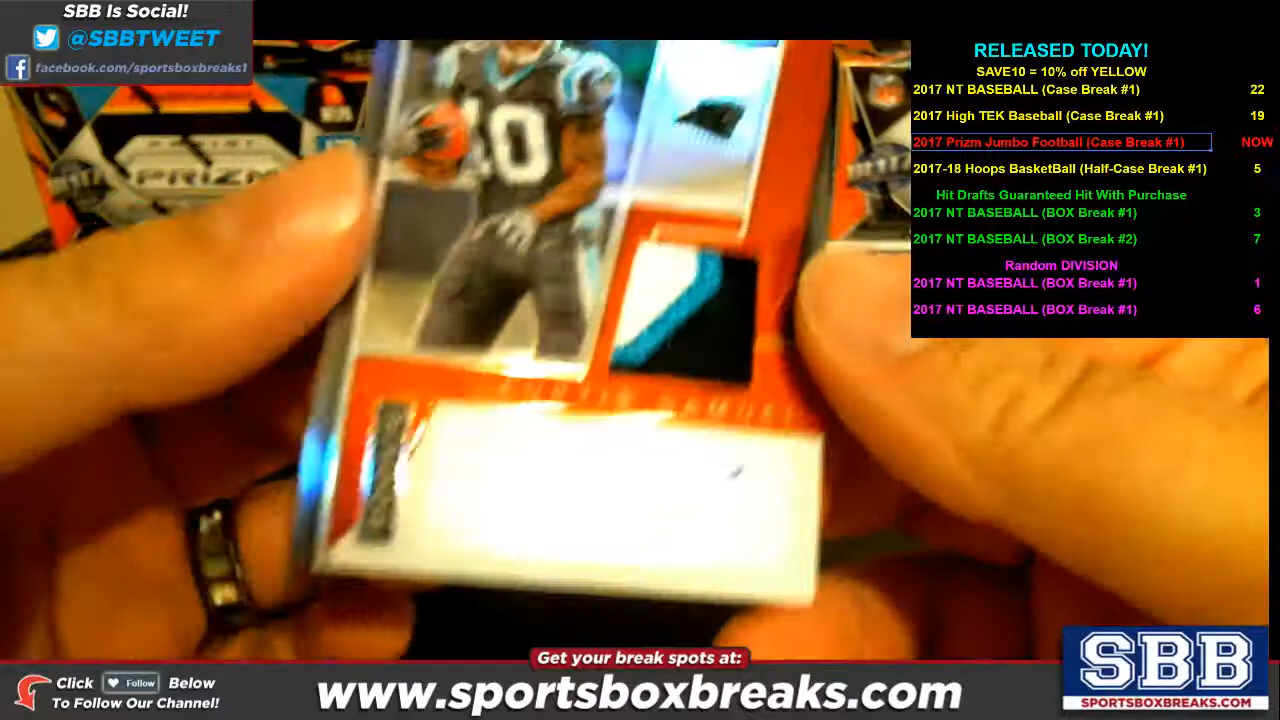 SBB Is Social!
@SBBTWEET
facebook.com/sportsboxbreaks1
RELEASED TODAY!
SAVE10 = 10% off YELLOW
2017 NT BASEBALL (Case Break #1) 22
2017 High TEK Baseball (Case Break #1) 19
2017 Prizm Jumbo Football (Case Break #1) NOW
2017-18 Hoops BasketBall (Half-Case Break #1) 5
Hit Drafts Guaranteed Hit With Purchase
2017 NT BASEBALL (BOX Break #1) 3
2017 NT BASEBALL (BOX Break #2) 7
Random DIVISION
2017 NT BASEBALL (BOX Break #1) 1
2017 NT BASEBALL (BOX Break #1) 6
PRIZM
10
CURTIS SAMUEL
Get your break spots at:
Click Follow Below
To Follow Our Channel!
www.sportsboxbreaks.com
SBB
SPORTSBOXBREAKS.COM